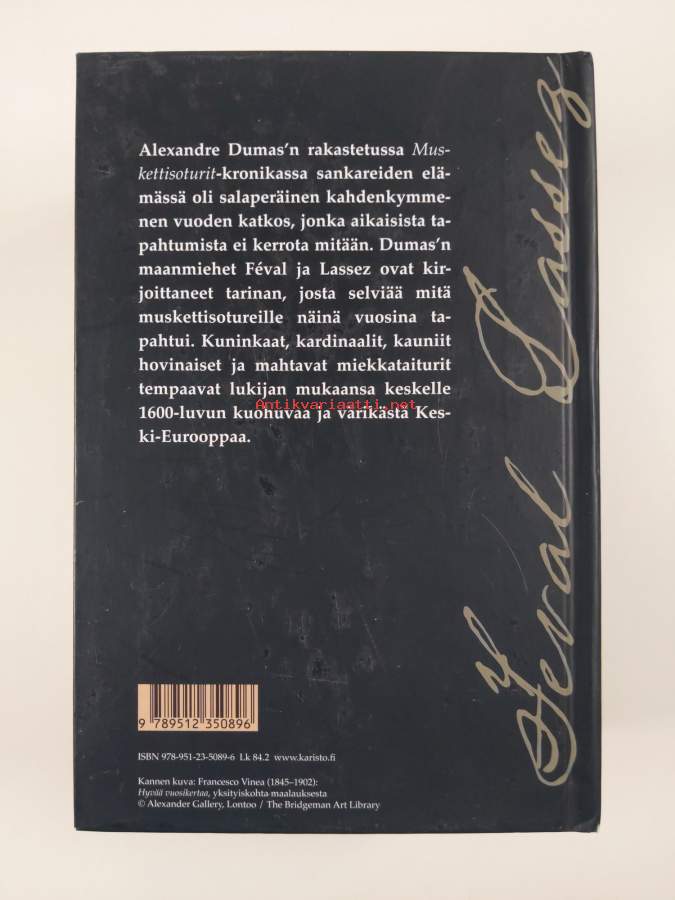 Alexandre Dumas'n rakastetussa Mus-
kettisoturit-kronikassa sankareiden elä-
mässä oli salaperäinen kahdenkymme-
nen vuoden katkos, jonka aikaisista ta-
pahtumista ei kerrota mitään. Dumas'n
maanmiehet Féval ja Lassez ovat kir-
joittaneet tarinan, josta selviää mitä
muskettisotureille näinä vuosina ta-
pahtui. Kuninkaat, kardinaalit, kauniit
hovinaiset ja mahtavat miekkataiturit
tempaavat lukijan mukaansa keskelle
Antikvariaatti.net
1600-luvun kuohuvaa ja värikästä Kes-
ki-Eurooppaa.
Féval Lassez
9 789512 350896
ISBN 978-951-23-5089-6 Lk 84.2 www.karisto.fi
Kannen kuva: Francesco Vinea (1845–1902):
Hyvää vuosikertaa, yksityiskohta maalauksesta
© Alexander Gallery, Lontoo / The Bridgeman Art Library